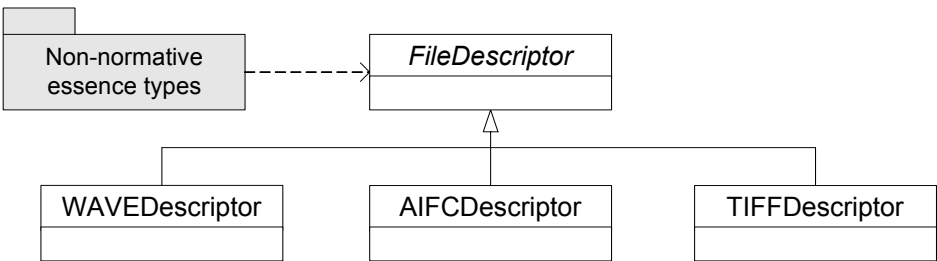 Non-normative
essence types
FileDescriptor
WAVEDescriptor
AIFCDescriptor
TIFFDescriptor